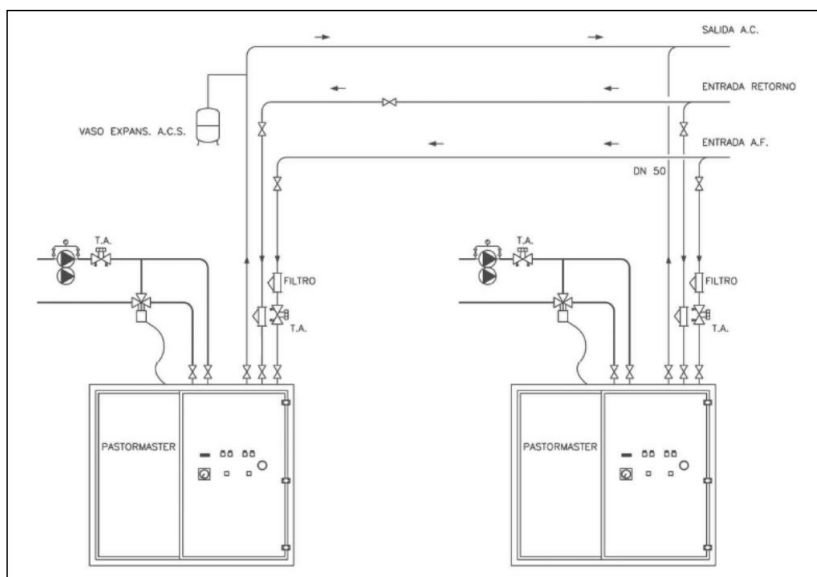 SALIDA A.C.
ENTRADA RETORNO
VASO EXPANS. A.C.S.
ENTRADA A.F.
DN 50
T.A.
T.A.
FILTRO
FILTRO
T.A.
T.A.
PASTORMASTER
PASTORMASTER